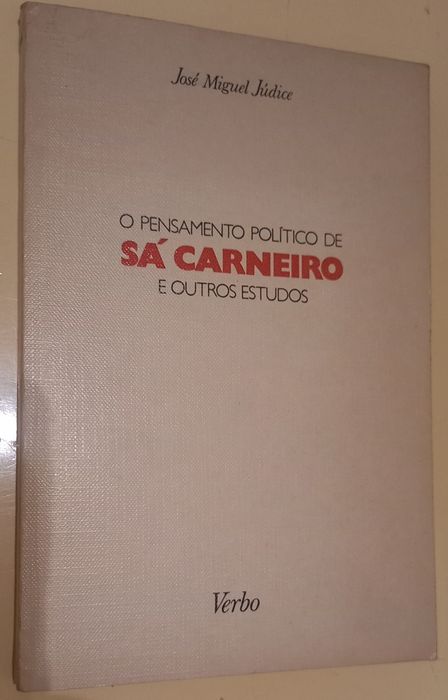 José Miguel Júdice
O PENSAMENTO POLÍTICO DE
SÁ CARNEIRO
E OUTROS ESTUDOS
Verbo